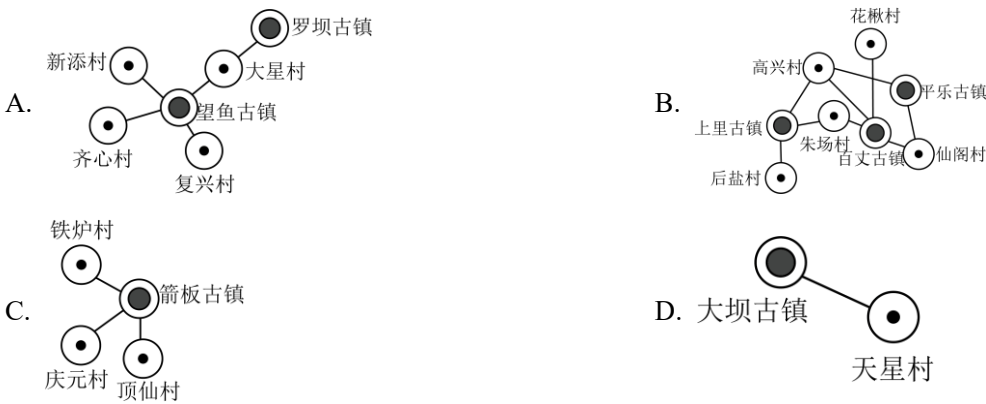 A.
新添村
罗坝古镇
大星村
望鱼古镇
齐心村
复兴村
B.
花楸村
高兴村
平乐古镇
上里古镇
朱场村
百丈古镇
仙阁村
后盐村
C.
铁炉村
箭板古镇
庆元村
顶仙村
D.
大坝古镇
天星村